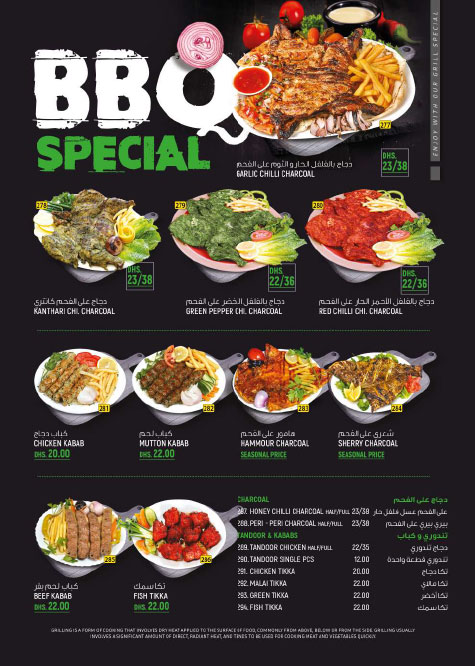 BBQ
SPECIAL
ENJOY WITH OUR GRILL SPECIAL
277
دجاج بالفلفل الحار و الثوم على الفحم
GARLIC CHILLI CHARCOAL
DHS.
23/38
278
DHS.
23/38
دجاج على الفحم كانثري
KANTHARI CHI. CHARCOAL
279
DHS.
22/36
دجاج بالفلفل الخضر على الفحم
GREEN PEPPER CHI. CHARCOAL
280
DHS.
22/36
دجاج بالفلفل الأحمر الحار على الفحم
RED CHILLI CHI. CHARCOAL
281
كباب دجاج
CHICKEN KABAB
DHS. 20.00
282
كباب لحم
MUTTON KABAB
DHS. 22.00
283
هامور على الفحم
HAMMOUR CHARCOAL
SEASONAL PRICE
284
شعري على الفحم
SHERRY CHARCOAL
SEASONAL PRICE
285
كباب لحم بقر
BEEF KABAB
DHS. 22.00
286
تكا سمك
FISH TIKKA
DHS. 22.00
CHARCOAL دجاج على الفحم
287. HONEY CHILLI CHARCOAL HALF/FULL 23/38 على الفحم عسل فلفل حار
288. PERI - PERI CHARCOAL HALF/FULL 23/38 بيري بيري على الفحم
TANDOOR & KABABS تندوري و كباب
289. TANDOOR CHICKEN HALF/FULL 22/35 دجاج تندوري
290. TANDOOR SINGLE PCS 12.00 تندوري قطعة واحدة
291. CHICKEN TIKKA 20.00 تكا دجاج
292. MALAI TIKKA 22.00 تكا مالاي
293. GREEN TIKKA 22.00 تكا أخضر
294. FISH TIKKA 22.00 تكا سمك
GRILLING IS A FORM OF COOKING THAT INVOLVES DRY HEAT APPLIED TO THE SURFACE OF FOOD, COMMONLY FROM ABOVE, BELOW OR FROM THE SIDE. GRILLING USUALLY
INVOLVES A SIGNIFICANT AMOUNT OF DIRECT, RADIANT HEAT, AND TENDS TO BE USED FOR COOKING MEAT AND VEGETABLES QUICKLY.